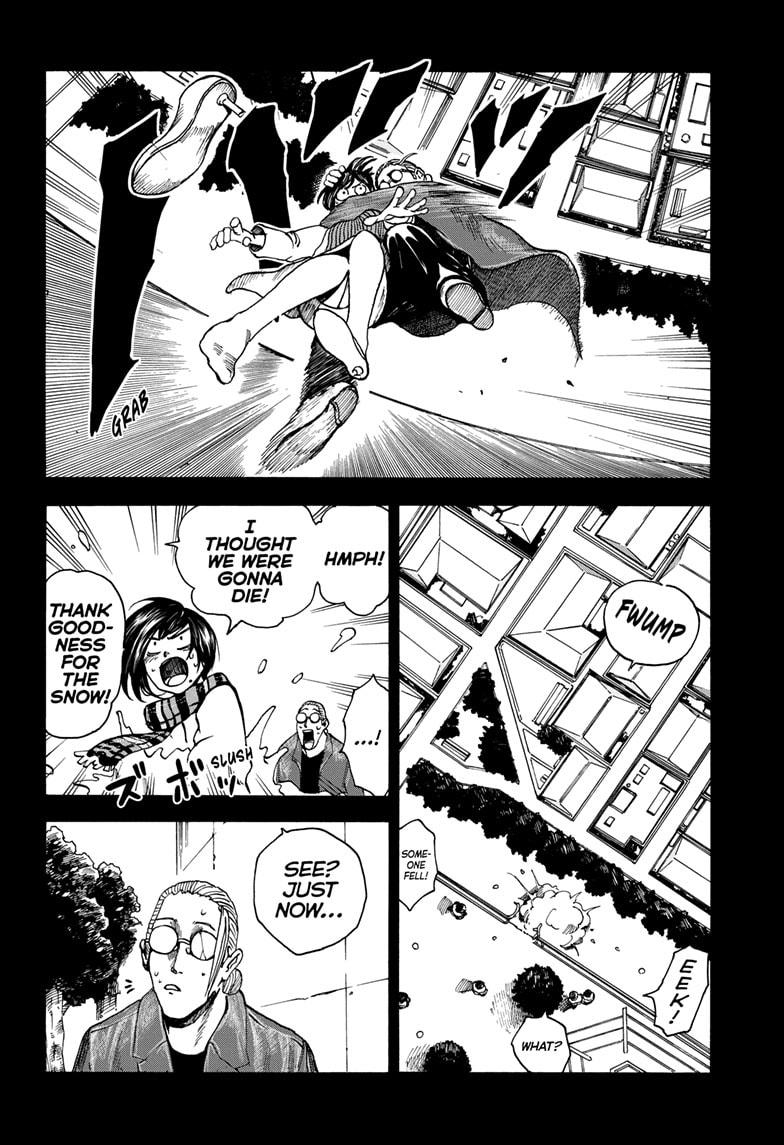 GRAB
FWUMP
SOME-
ONE
FELL!
EEK!
WHAT?
HMPH!
I
THOUGHT
WE WERE
GONNA
DIE!
THANK
GOOD-
NESS
FOR
THE
SNOW!
...!
SLUSH
ズボッ
SEE?
JUST
NOW...